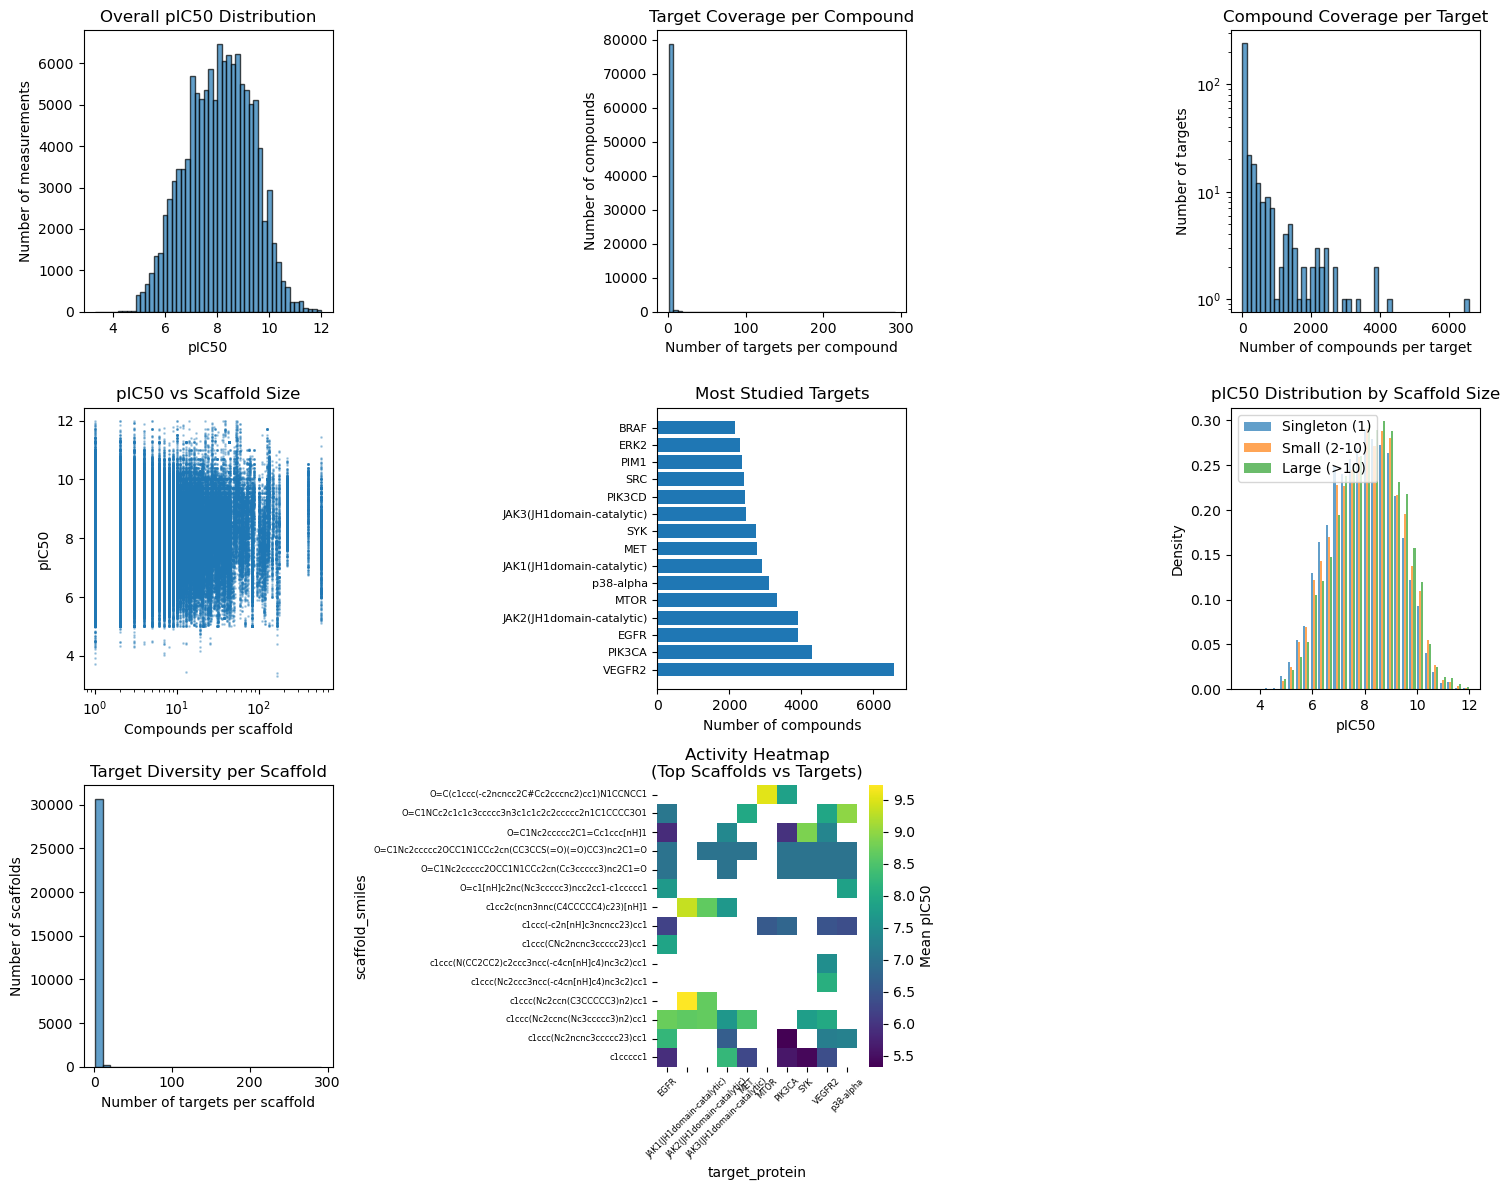 Overall pIC50 Distribution
Number of measurements
6000
5000
4000
3000
2000
1000
0
4 6 8 10 12
pIC50
Target Coverage per Compound
Number of compounds
80000
70000
60000
50000
40000
30000
20000
10000
0
0 100 200 300
Number of targets per compound
Compound Coverage per Target
Number of targets
10²
10¹
10⁰
0 2000 4000 6000
Number of compounds per target
pIC50 vs Scaffold Size
pIC50
12
10
8
6
4
10⁰ 10¹ 10²
Compounds per scaffold
Most Studied Targets
BRAF
ERK2
PIM1
SRC
PIK3CD
JAK3(JH1domain-catalytic)
SYK
MET
JAK1(JH1domain-catalytic)
p38-alpha
MTOR
JAK2(JH1domain-catalytic)
EGFR
PIK3CA
VEGFR2
0 2000 4000 6000
Number of compounds
pIC50 Distribution by Scaffold Size
Density
0.30
0.25
0.20
0.15
0.10
0.05
0.00
Singleton (1)
Small (2-10)
Large (>10)
4 6 8 10 12
pIC50
Target Diversity per Scaffold
Number of scaffolds
30000
25000
20000
15000
10000
5000
0
0 100 200 300
Number of targets per scaffold
Activity Heatmap
(Top Scaffolds vs Targets)
scaffold_smiles
O=C(c1ccc(-c2ncncc2C#Cc2cccnc2)cc1)N1CCNCC1
O=C1NCc2c1c1c3ccccc3n3c1c1c2c2ccccc2n1C1CCCC3O1
O=C1Nc2ccccc2C1=Cc1ccc[nH]1
O=C1Nc2ccccc2OCC1N1CCc2cn(CC3CCS(=O)(=O)CC3)nc2C1=O
O=C1Nc2ccccc2OCC1N1CCc2cn(Cc3ccccc3)nc2C1=O
O=c1[nH]c2nc(Nc3ccccc3)ncc2cc1-c1ccccc1
c1cc2c(ncn3nnc(C4CCCCC4)c23)[nH]1
c1ccc(-c2n[nH]c3ncncc23)cc1
c1ccc(CNc2ncnc3ccccc23)cc1
c1ccc(N(CC2CC2)c2ccc3ncc(-c4cn[nH]c4)nc3c2)cc1
c1ccc(Nc2ccc3ncc(-c4cn[nH]c4)nc3c2)cc1
c1ccc(Nc2ccn(C3CCCCC3)n2)cc1
c1ccc(Nc2ccnc(Nc3ccccc3)n2)cc1
c1ccc(Nc2ncnc3ccccc23)cc1
c1ccccc1
EGFR
JAK1(JH1domain-catalytic)
JAK2(JH1domain-catalytic)
JAK3(JH1domain-catalytic)
MET
MTOR
PIK3CA
SYK
VEGFR2
p38-alpha
target_protein
9.5
9.0
8.5
8.0
7.5
7.0
6.5
6.0
5.5
Mean pIC50